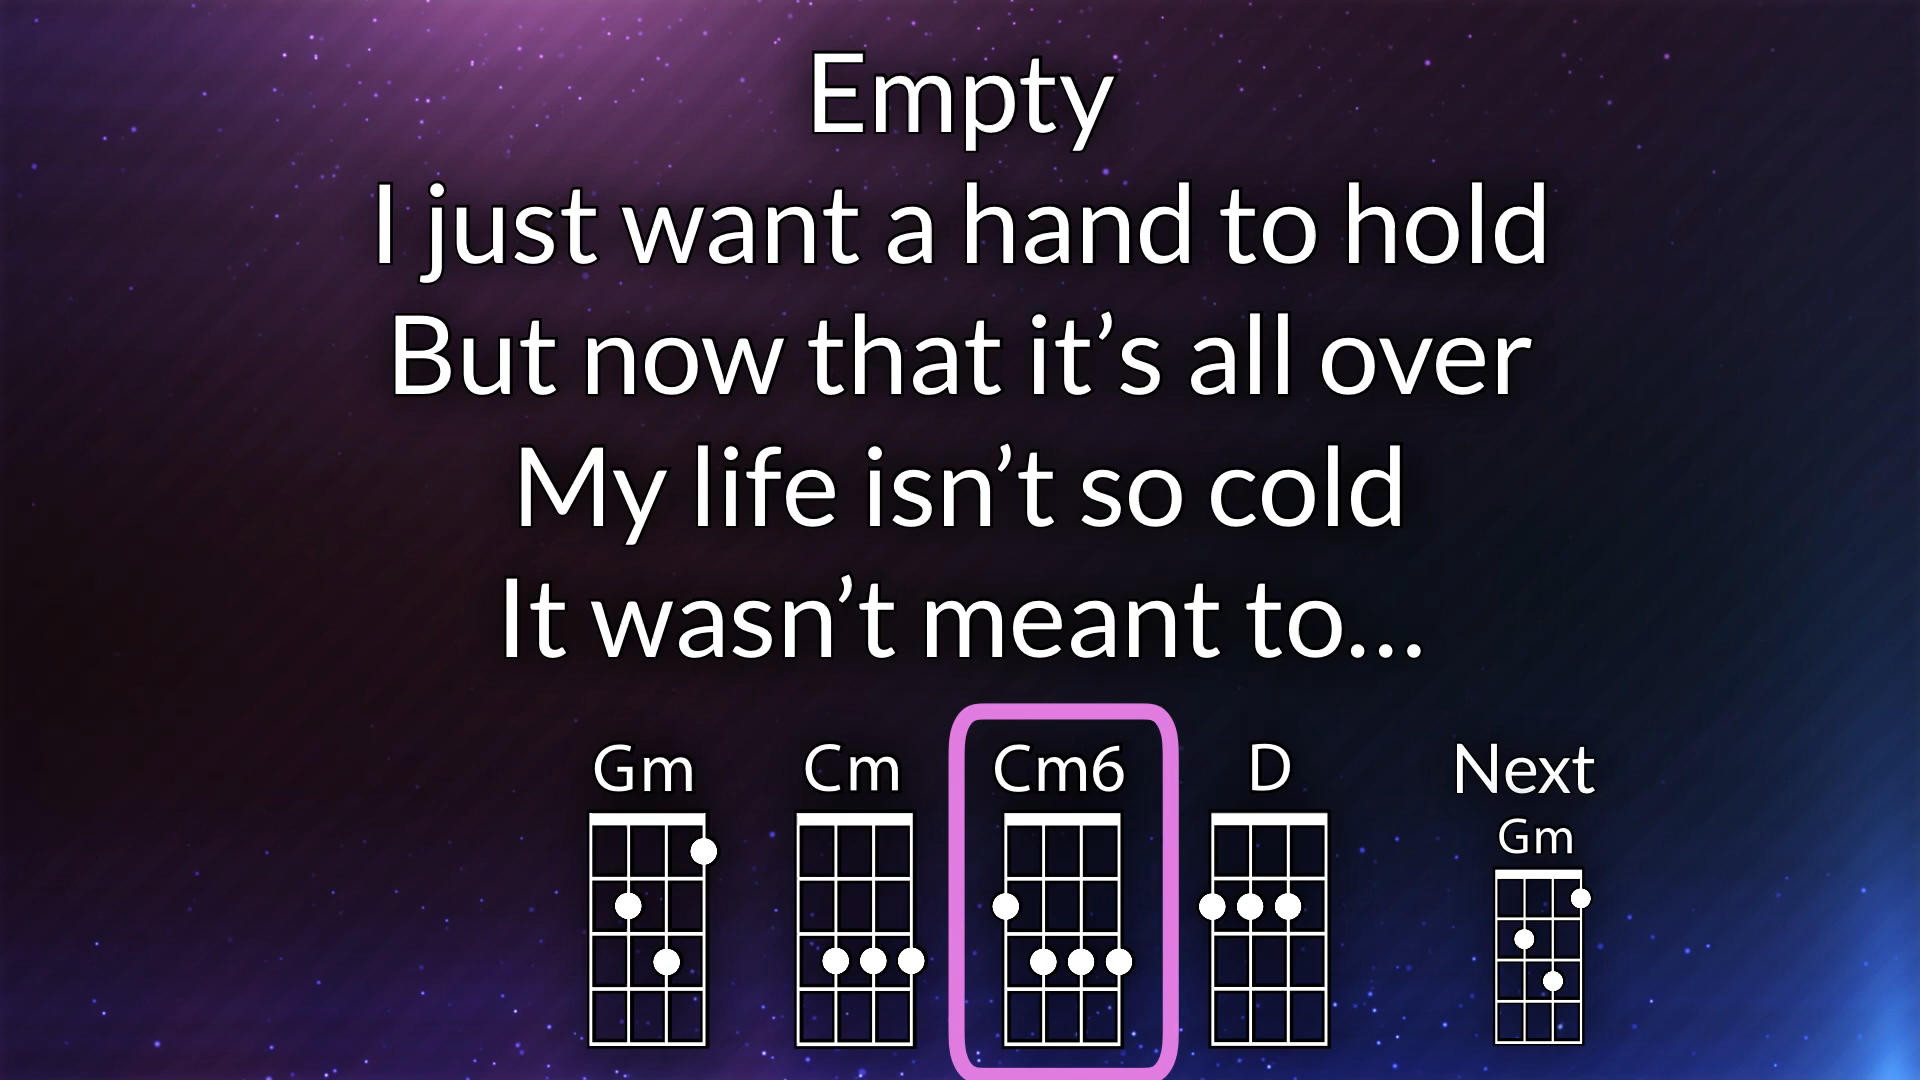 Empty
I just want a hand to hold
But now that it’s all over
My life isn’t so cold
It wasn’t meant to...
Gm Cm Cm6 D Next
Gm